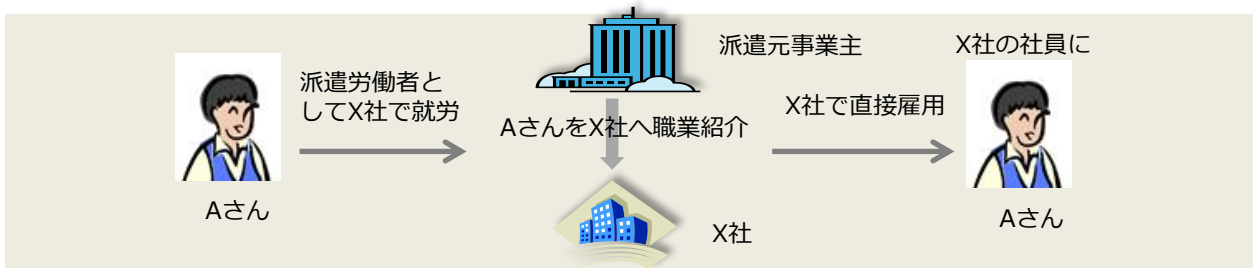 Aさん
派遣労働者と
してX社で就労
派遣元事業主
AさんをX社へ職業紹介
X社
X社で直接雇用
X社の社員に
Aさん